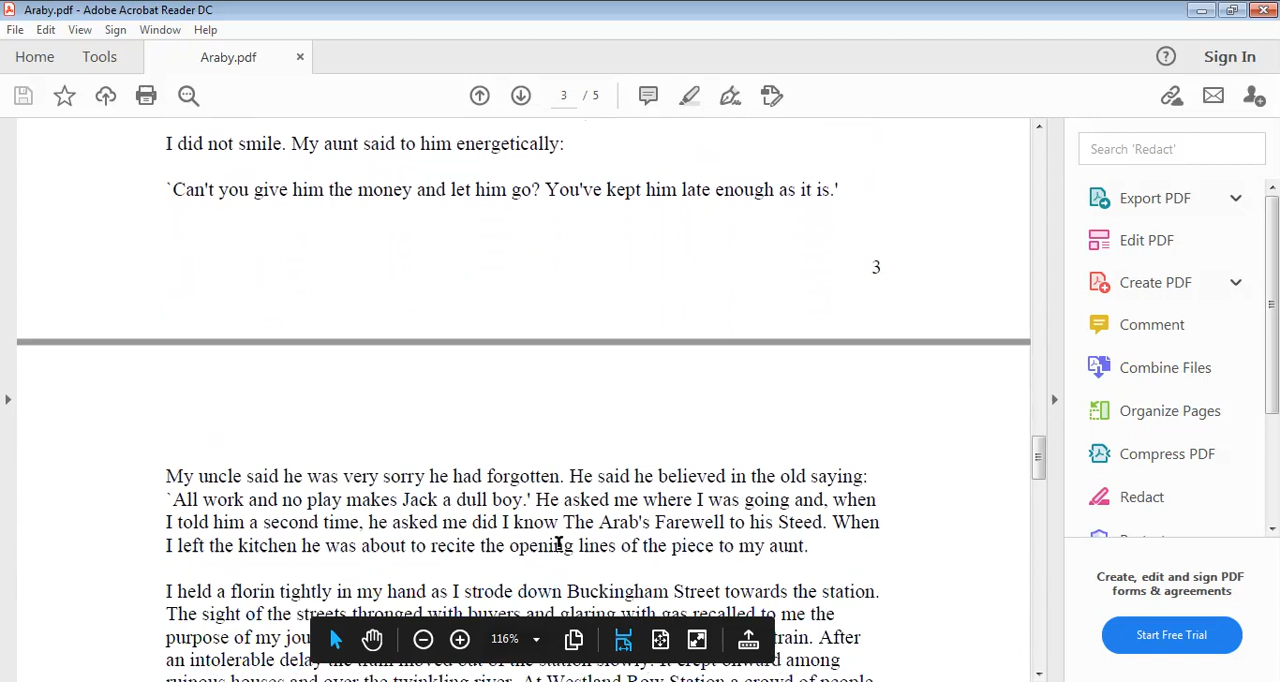 Araby.pdf - Adobe Acrobat Reader DC
File Edit View Sign Window Help
Home Tools Araby.pdf × Sign In
3 / 5
I did not smile. My aunt said to him energetically:
`Can't you give him the money and let him go? You've kept him late enough as it is.'
3
My uncle said he was very sorry he had forgotten. He said he believed in the old saying:
`All work and no play makes Jack a dull boy.' He asked me where I was going and, when
I told him a second time, he asked me did I know The Arab's Farewell to his Steed. When
I left the kitchen he was about to recite the opening lines of the piece to my aunt.
I held a florin tightly in my hand as I strode down Buckingham Street towards the station.
The sight of the streets thronged with buyers and glaring with gas recalled to me the
purpose of my train. After
an intolerable delay the train moved out of the station slowly. It crept onward among
ruinous houses and over the twinkling river. At Westland Row Station a crowd of people
116%
Search 'Redact'
Export PDF
Edit PDF
Create PDF
Comment
Combine Files
Organize Pages
Compress PDF
Redact
Create, edit and sign PDF
forms & agreements
Start Free Trial